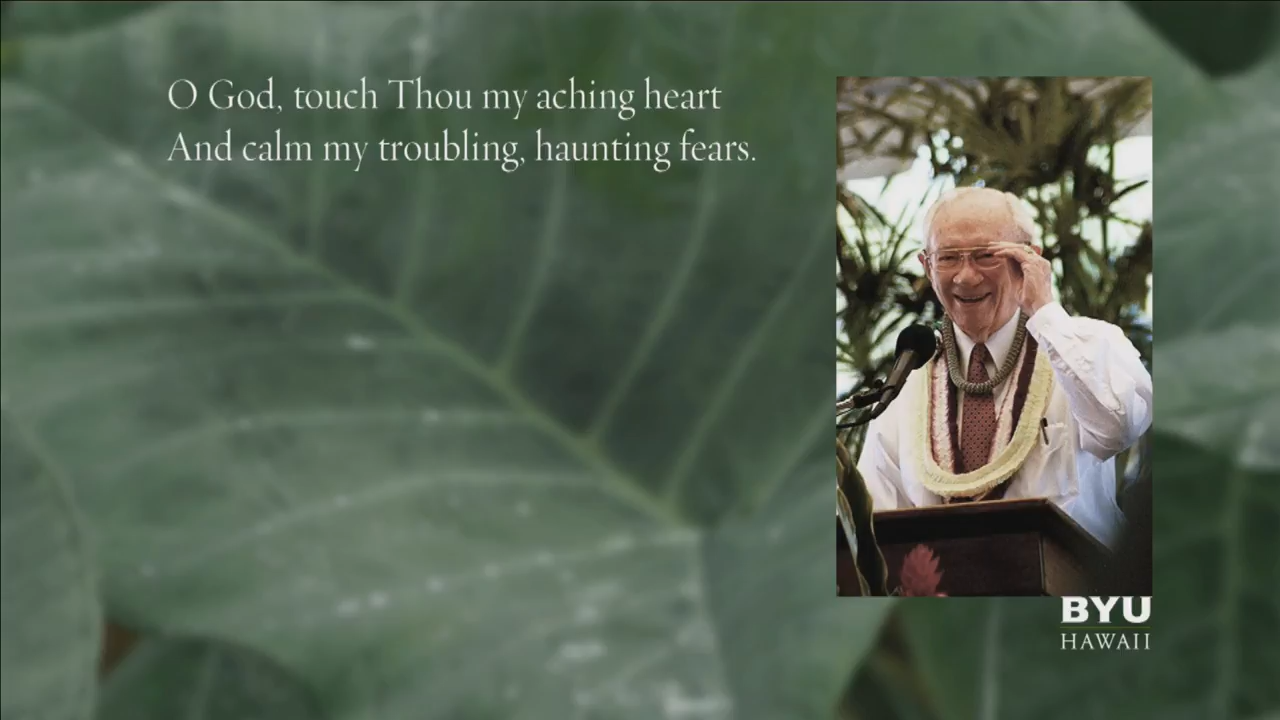 O God, touch Thou my aching heart
And calm my troubling, haunting fears.
BYU
HAWAII